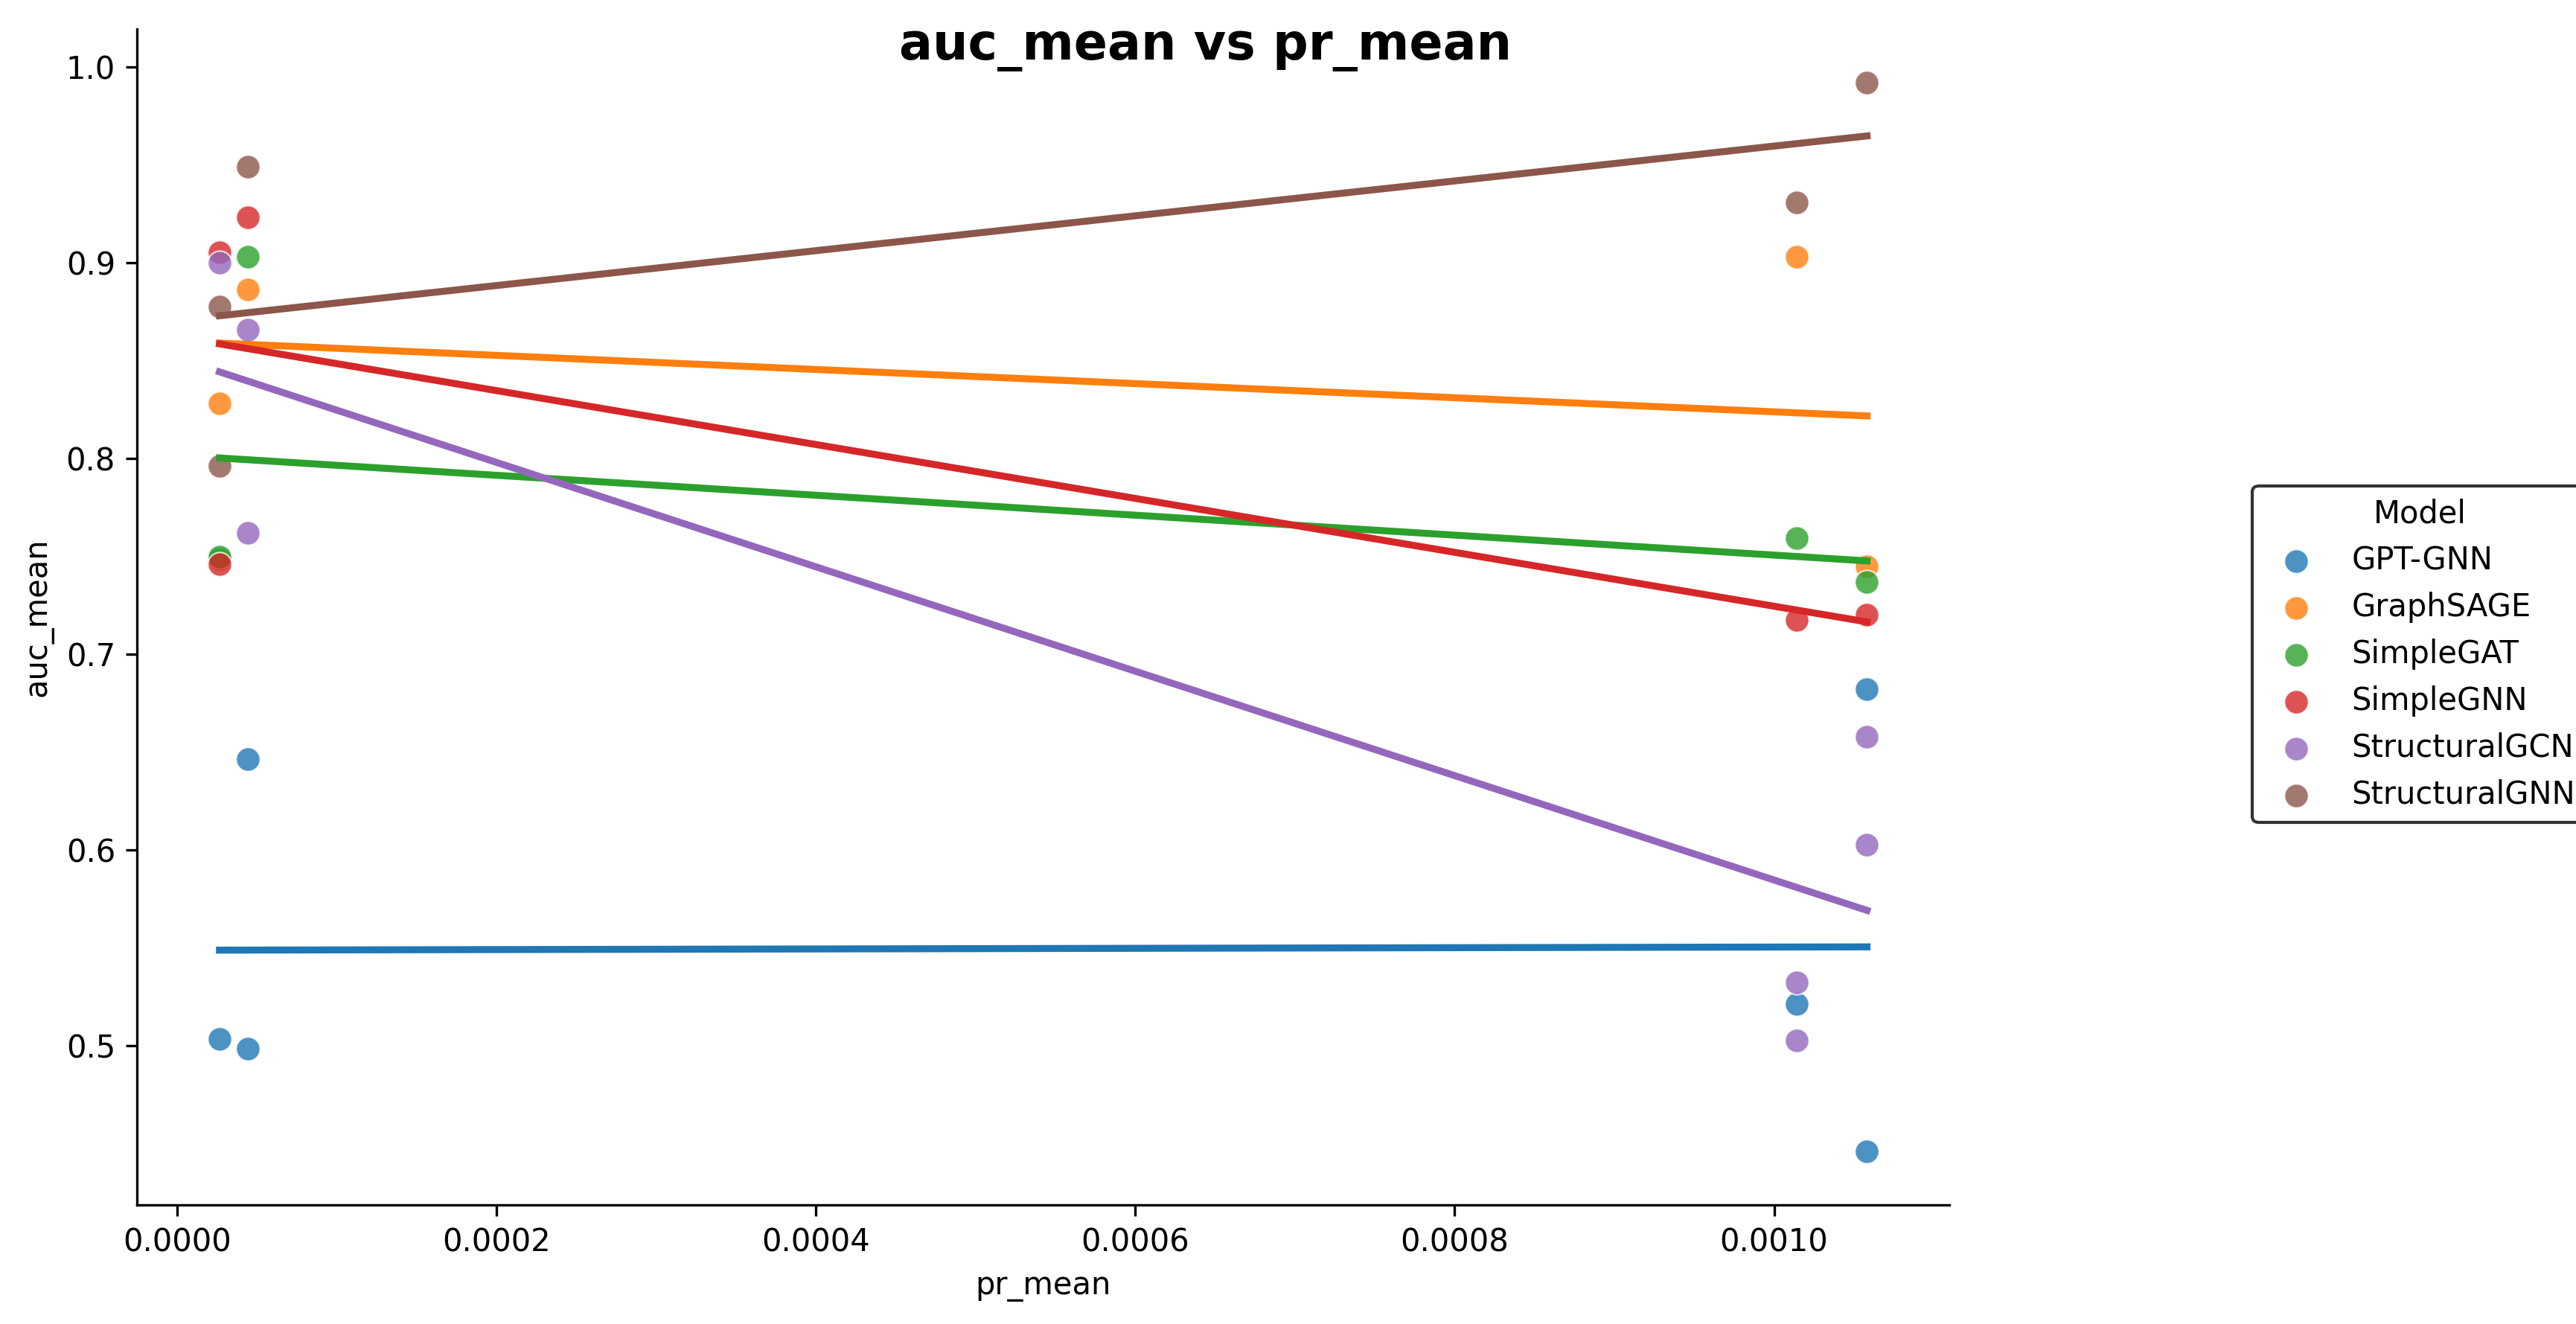 auc_mean vs pr_mean
1.0
0.9
0.8
0.7
0.6
0.5
auc_mean
0.0000 0.0002 0.0004 0.0006 0.0008 0.0010
pr_mean
Model
GPT-GNN
GraphSAGE
SimpleGAT
SimpleGNN
StructuralGCN
StructuralGNN